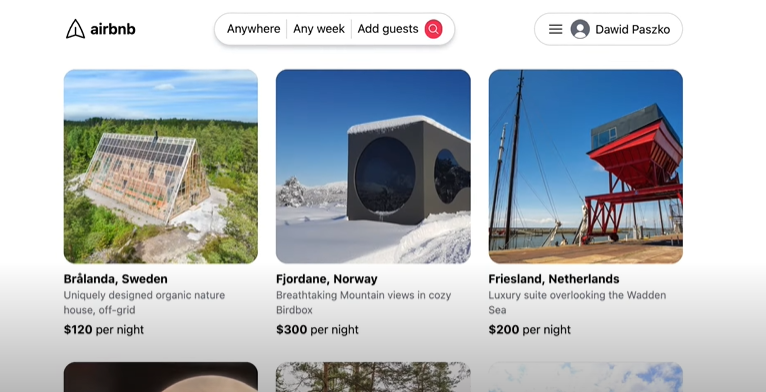 airbnb
Anywhere
Any week
Add guests
Dawid Paszko
Brålanda, Sweden
Uniquely designed organic nature
house, off-grid
$120 per night
Fjordane, Norway
Breathtaking Mountain views in cozy
Birdbox
$300 per night
Friesland, Netherlands
Luxury suite overlooking the Wadden
Sea
$200 per night